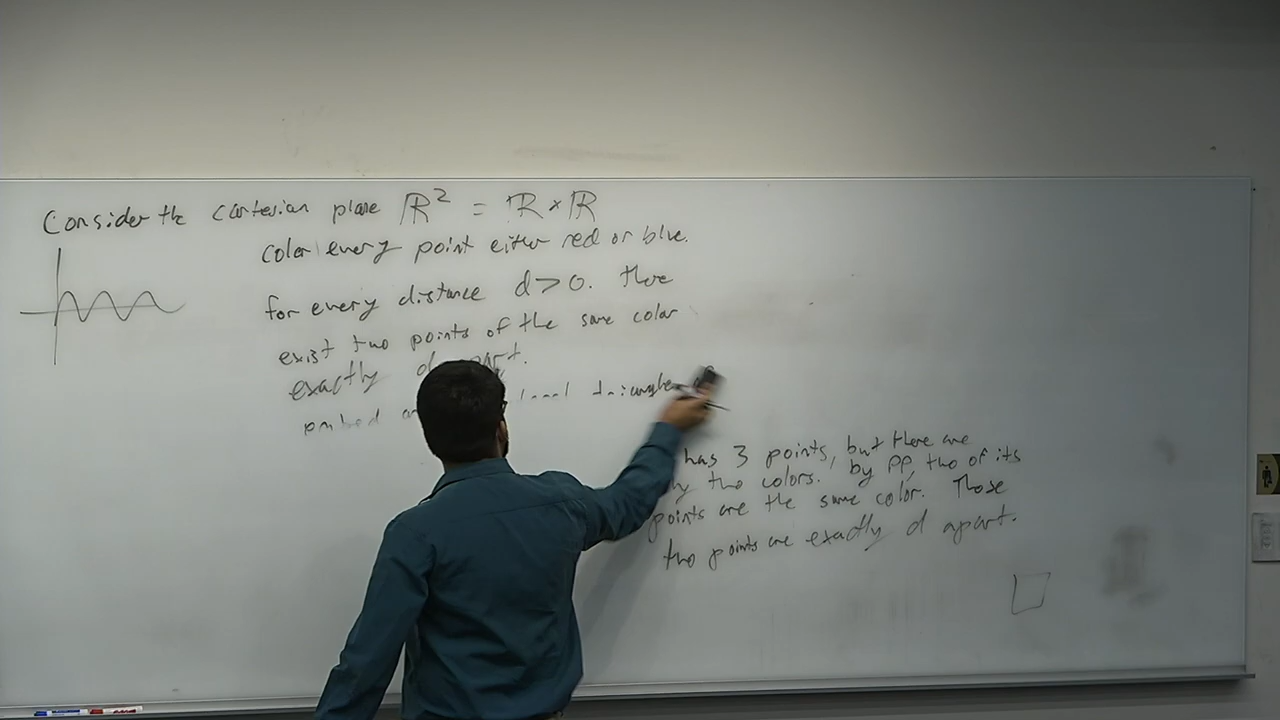 Consider the cartesian plane ℝ² = ℝ × ℝ
color every point either red or blue.
for every distance d > 0. there
exist two points of the same color
exactly d apart.
triangle
has 3 points, but there are
two colors. by PP, two of its
points are the same color. Those
two points are exactly d apart.